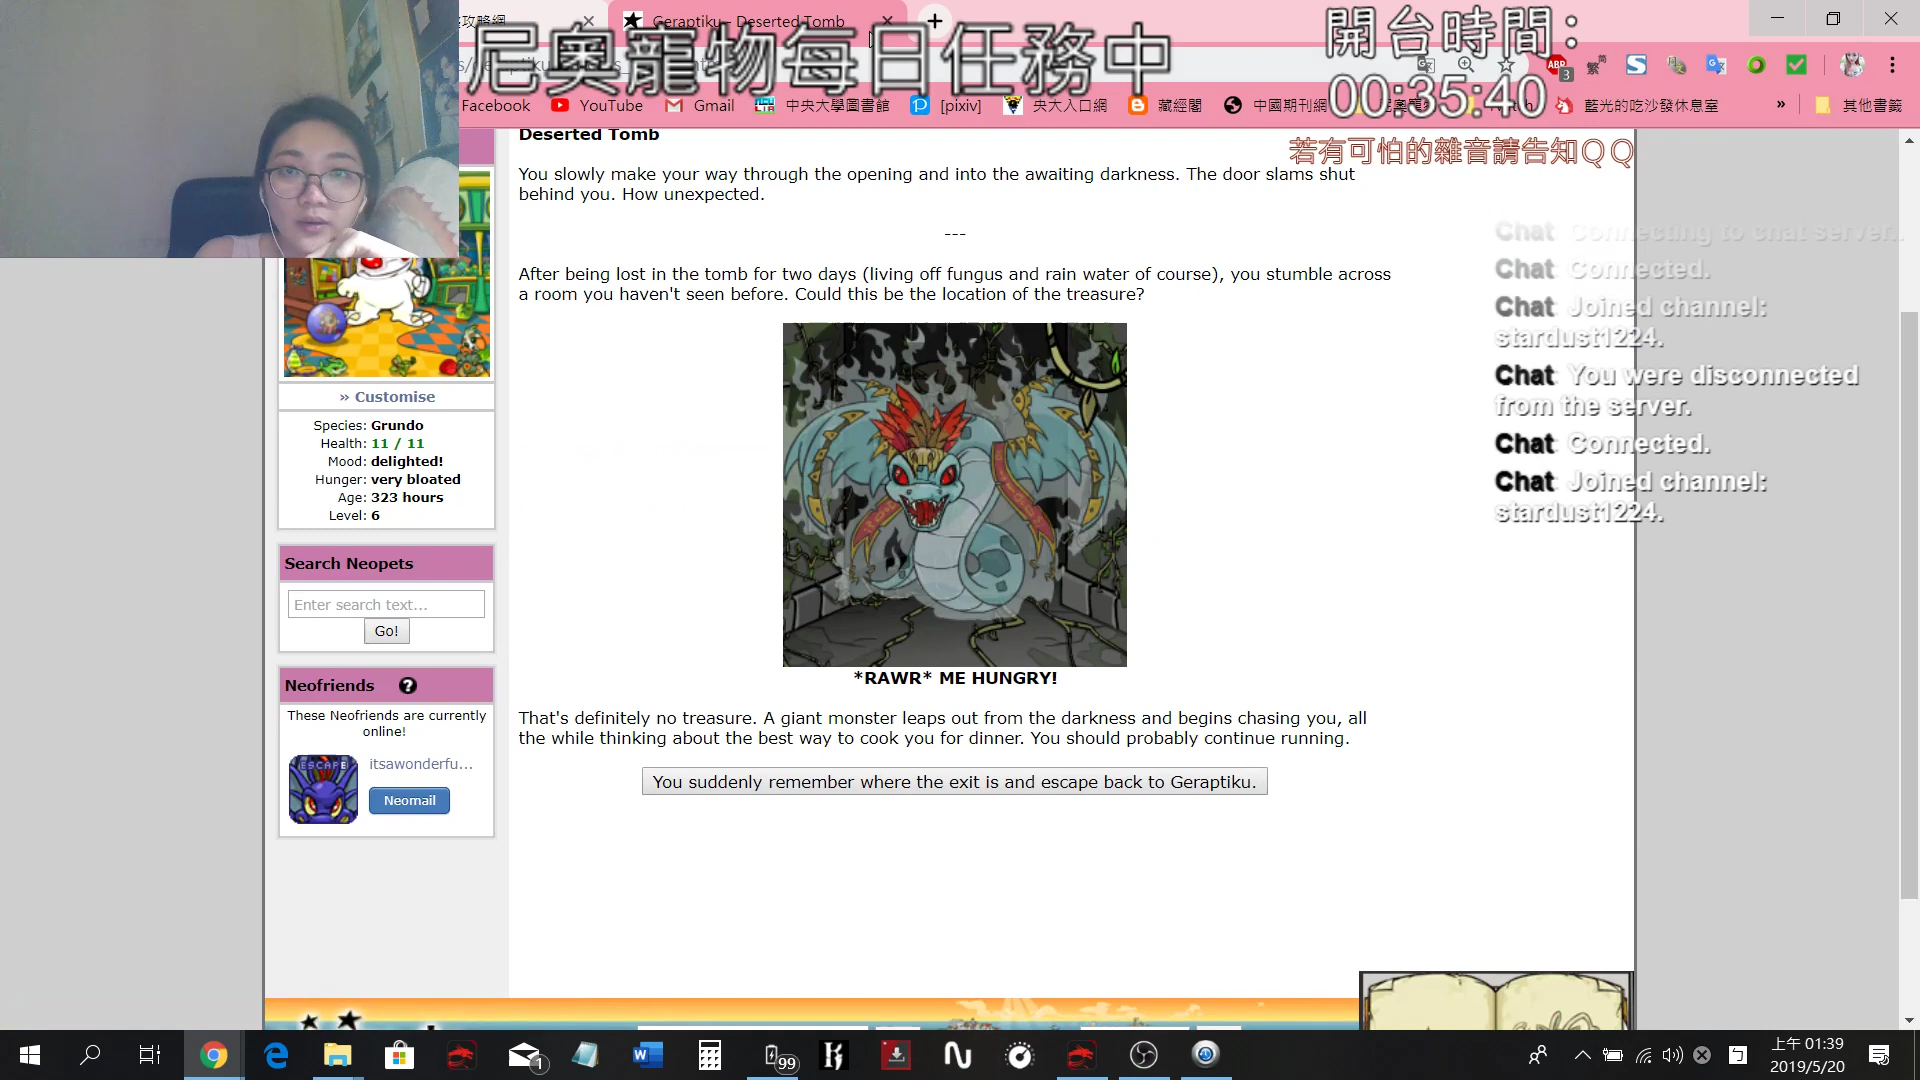 攻略網
Geraptiku - Deserted Tomb
尼奧寵物每日任務中
開台時間：
00:35:40
Facebook
YouTube
Gmail
中央大學圖書館
[pixiv]
央大入口網
藏經閣
中國期刊網
藍光的吃沙發休息室
»
其他書籤
若有可怕的雜音請告知QQ
Deserted Tomb
You slowly make your way through the opening and into the awaiting darkness. The door slams shut
behind you. How unexpected.
---
After being lost in the tomb for two days (living off fungus and rain water of course), you stumble across
a room you haven't seen before. Could this be the location of the treasure?
*RAWR* ME HUNGRY!
That's definitely no treasure. A giant monster leaps out from the darkness and begins chasing you, all
the while thinking about the best way to cook you for dinner. You should probably continue running.
You suddenly remember where the exit is and escape back to Geraptiku.
» Customise
Species: Grundo
Health: 11 / 11
Mood: delighted!
Hunger: very bloated
Age: 323 hours
Level: 6
Search Neopets
Enter search text...
Go!
Neofriends
These Neofriends are currently
online!
ESCAPE
itsawonderfu...
Neomail
Chat Connecting to chat server..
Chat Connected.
Chat Joined channel:
stardust1224.
Chat You were disconnected
from the server.
Chat Connected.
Chat Joined channel:
stardust1224.
ABP
3
繁
1
99
上午 01:39
2019/5/20